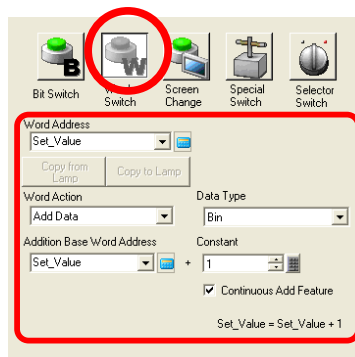 B
W
Bit Switch
Word Switch
Screen Change
Special Switch
Selector Switch
Word Address
Set_Value
Copy from Lamp
Copy to Lamp
Word Action
Data Type
Add Data
Bin
Addition Base Word Address
Constant
Set_Value
+
1
Continuous Add Feature
Set_Value = Set_Value + 1